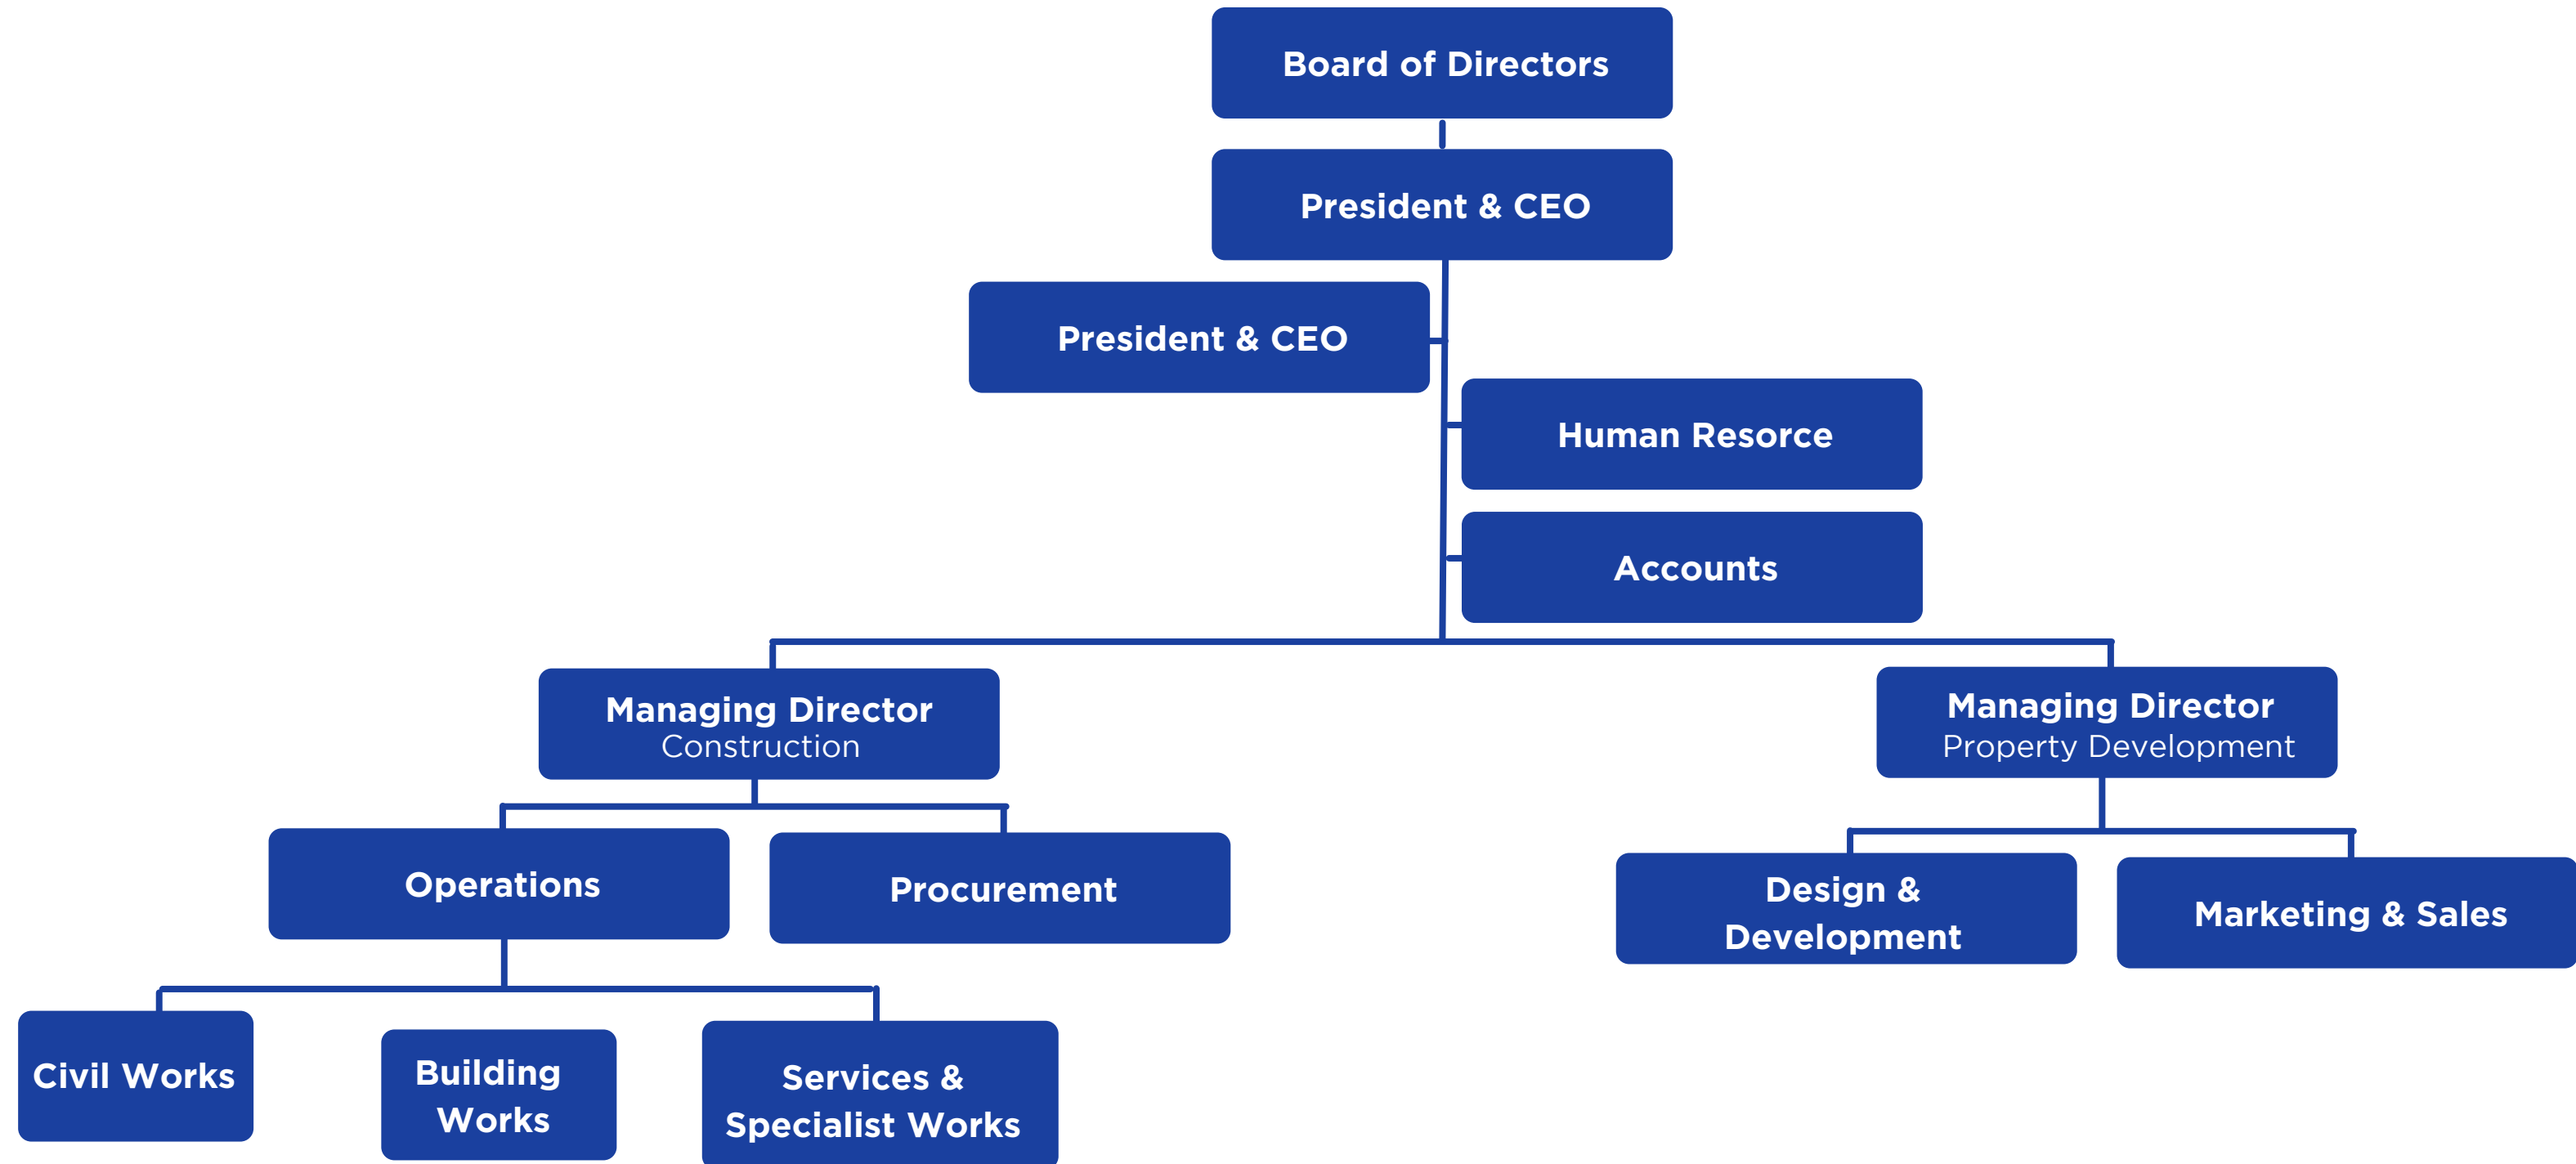 Board of Directors
President & CEO
President & CEO
Human Resorce
Accounts
Managing Director
Construction
Managing Director
Property Development
Operations
Procurement
Design &
Development
Marketing & Sales
Civil Works
Building
Works
Services &
Specialist Works